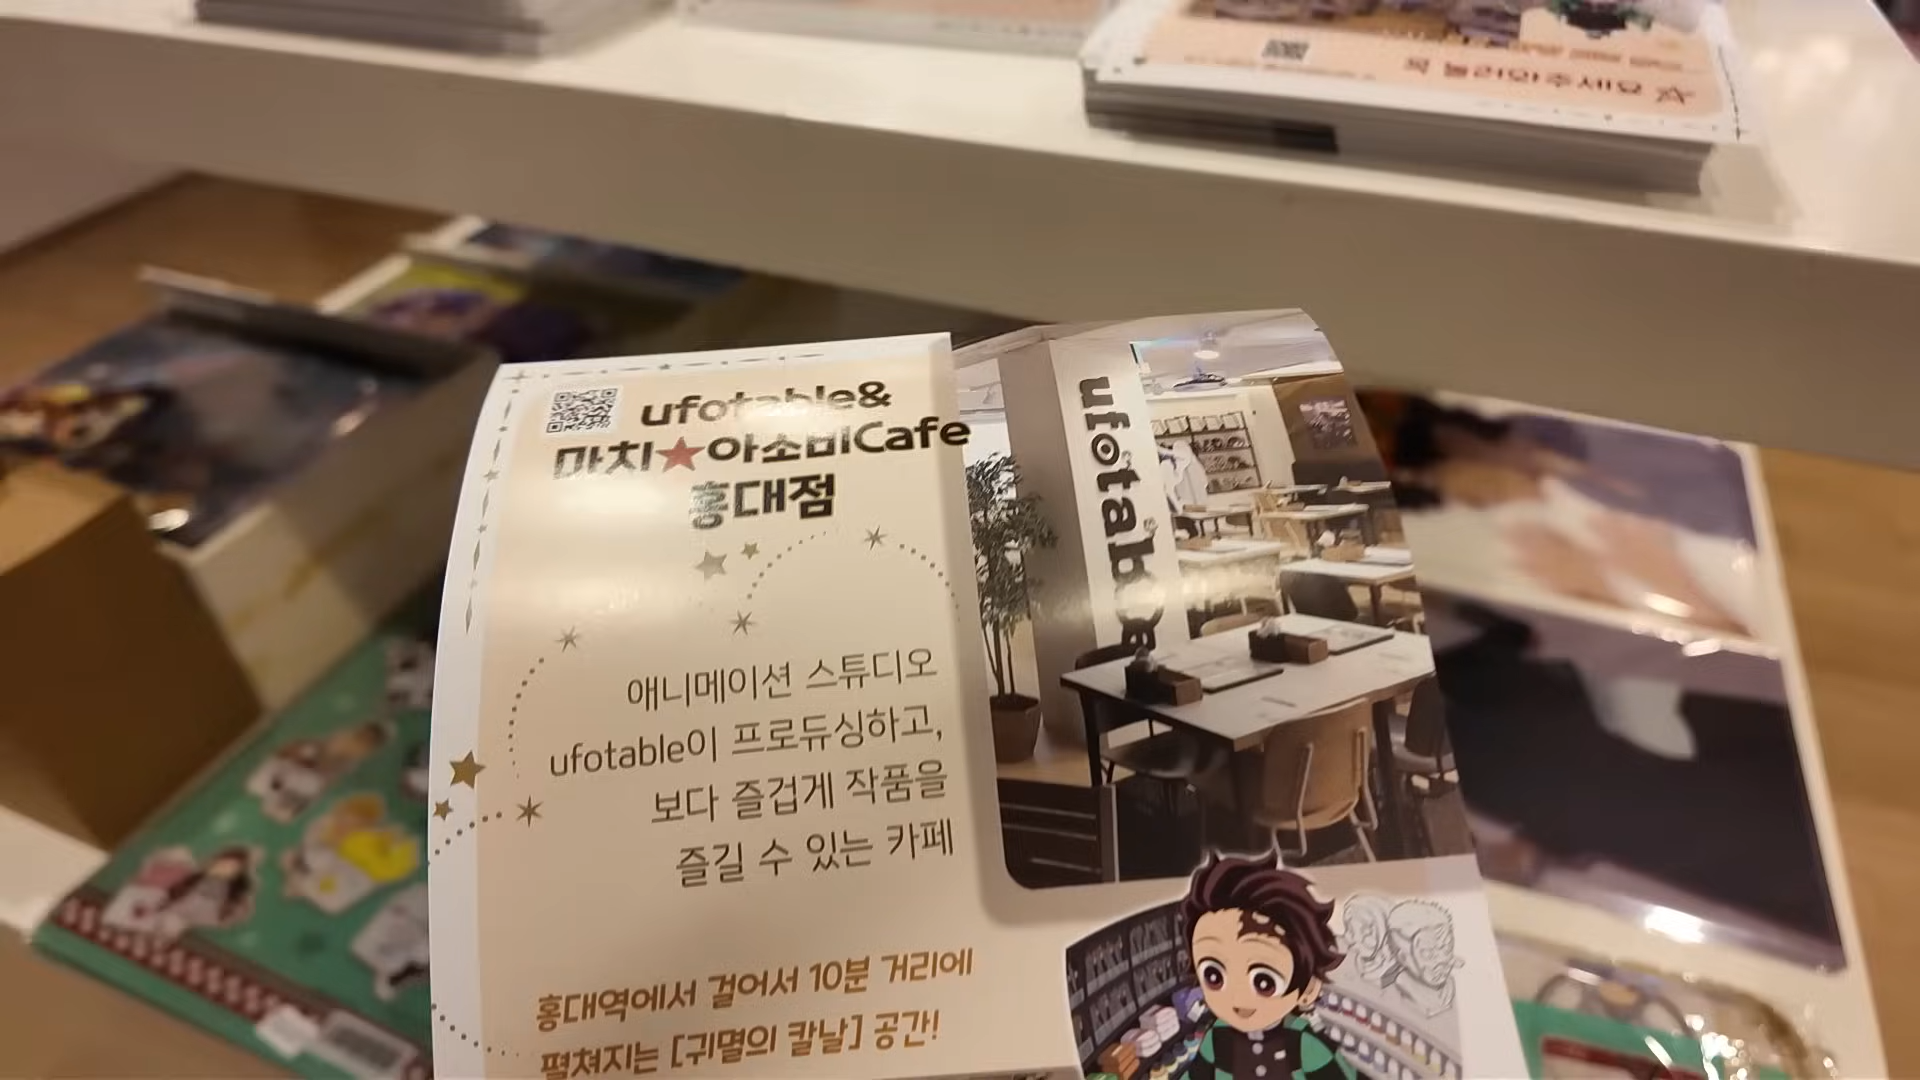 ufotable&
마치★아소비Cafe
홍대점
애니메이션 스튜디오
ufotable이 프로듀싱하고,
보다 즐겁게 작품을
즐길 수 있는 카페
홍대역에서 걸어서 10분 거리에
펼쳐지는 [귀멸의 칼날] 공간!
ufotable